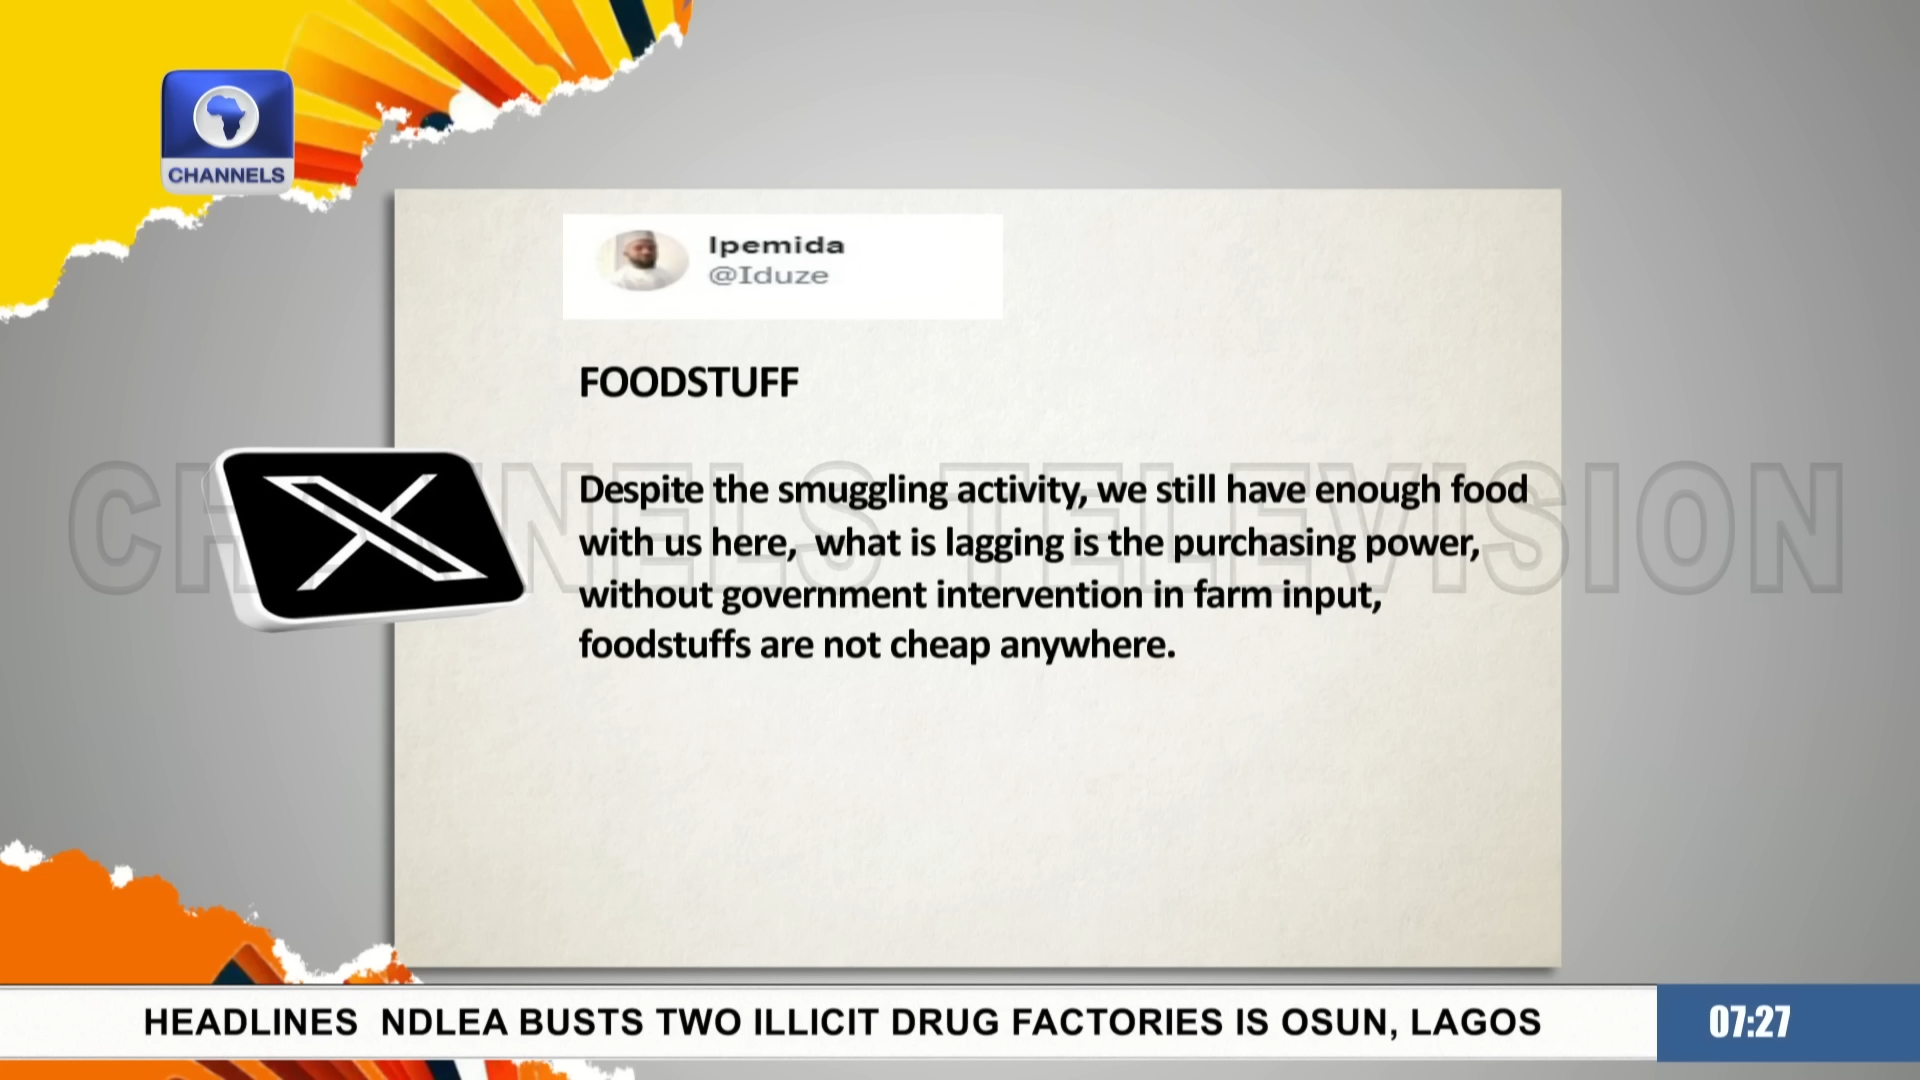 CHANNELS
Ipemida
@Iduze
FOODSTUFF
Despite the smuggling activity, we still have enough food
with us here, what is lagging is the purchasing power,
without government intervention in farm input,
foodstuffs are not cheap anywhere.
CHANNELS TELEVISION
HEADLINES NDLEA BUSTS TWO ILLICIT DRUG FACTORIES IS OSUN, LAGOS
07:27